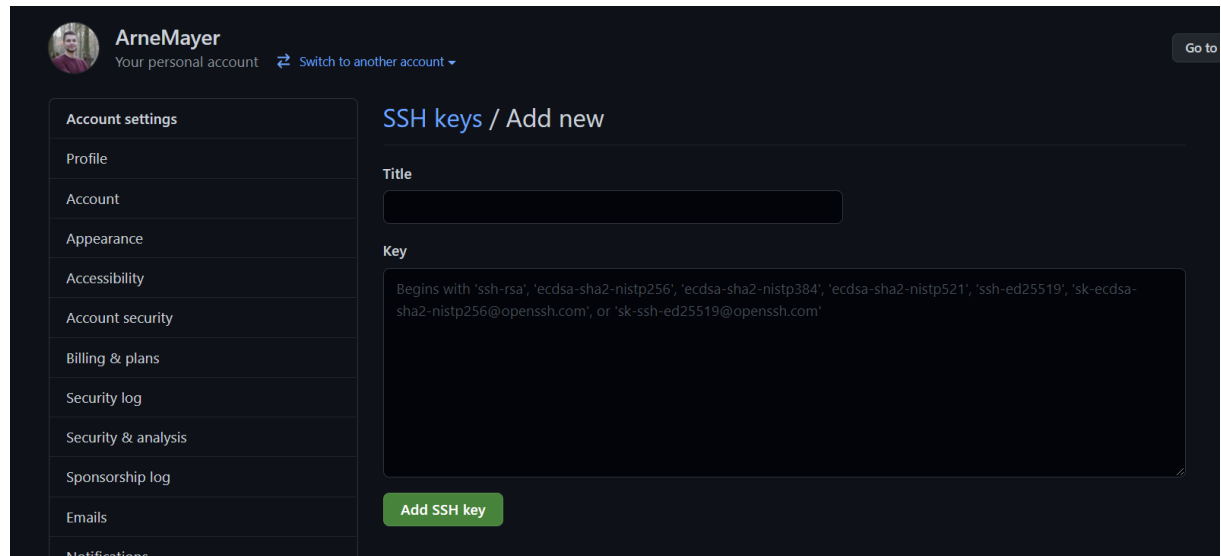 ArneMayer
Your personal account Switch to another account
Go to
Account settings
Profile
Account
Appearance
Accessibility
Account security
Billing & plans
Security log
Security & analysis
Sponsorship log
Emails
Notifications
SSH keys / Add new
Title
Key
Begins with 'ssh-rsa', 'ecdsa-sha2-nistp256', 'ecdsa-sha2-nistp384', 'ecdsa-sha2-nistp521', 'ssh-ed25519', 'sk-ecdsa-
sha2-nistp256@openssh.com', or 'sk-ssh-ed25519@openssh.com'
Add SSH key